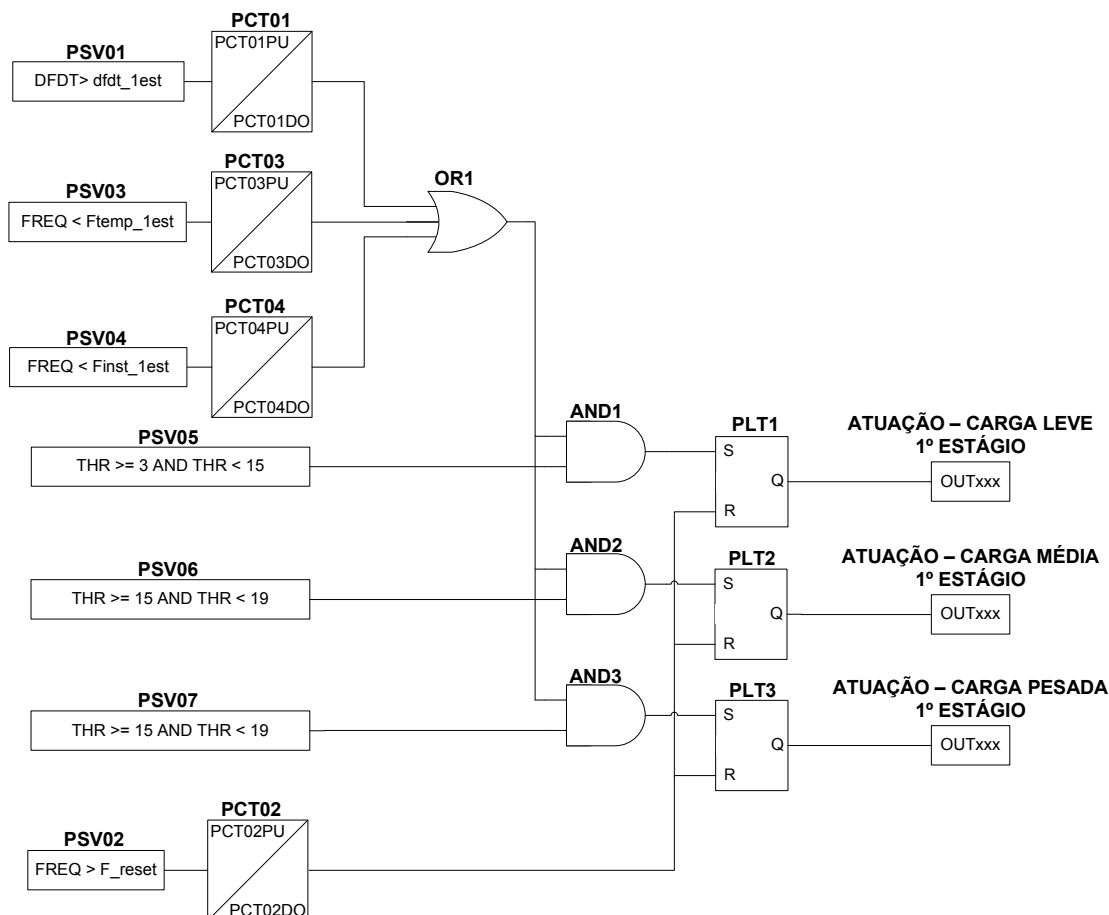 PCT01
PSV01
PCT01PU
DFDT> dfdt_1est
PCT01DO
PCT03
PSV03
PCT03PU
FREQ < Ftemp_1est
PCT03DO
OR1
PCT04
PSV04
PCT04PU
FREQ < Finst_1est
PCT04DO
PSV05
THR >= 3 AND THR < 15
AND1
PLT1
S
Q
R
ATUAÇÃO – CARGA LEVE
1º ESTÁGIO
OUTxxx
PSV06
THR >= 15 AND THR < 19
AND2
PLT2
S
Q
R
ATUAÇÃO – CARGA MÉDIA
1º ESTÁGIO
OUTxxx
PSV07
THR >= 15 AND THR < 19
AND3
PLT3
S
Q
R
ATUAÇÃO – CARGA PESADA
1º ESTÁGIO
OUTxxx
PCT02
PSV02
PCT02PU
FREQ > F_reset
PCT02DO